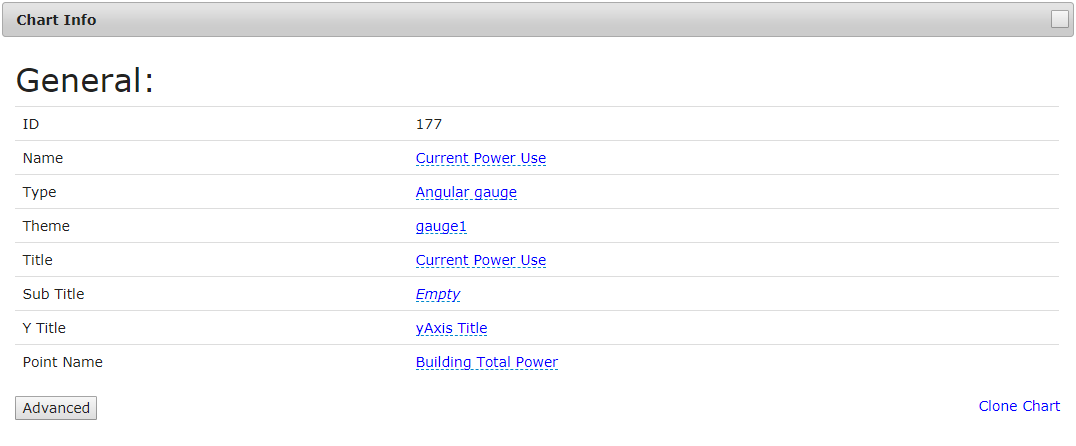 Chart Info
General:
ID 177
Name Current Power Use
Type Angular gauge
Theme gauge1
Title Current Power Use
Sub Title Empty
Y Title yAxis Title
Point Name Building Total Power
Advanced Clone Chart